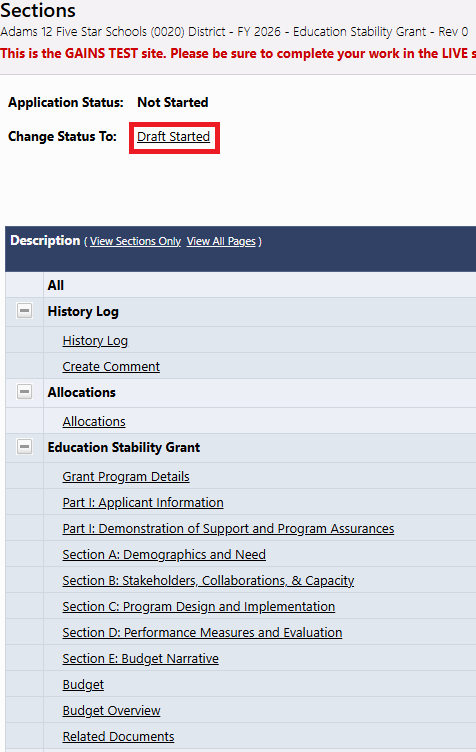 Sections
Adams 12 Five Star Schools (0020) District - FY 2026 - Education Stability Grant - Rev 0
This is the GAINS TEST site. Please be sure to complete your work in the LIVE s
Application Status: Not Started
Change Status To: Draft Started
Description ( View Sections Only View All Pages )
All
History Log
History Log
Create Comment
Allocations
Allocations
Education Stability Grant
Grant Program Details
Part I: Applicant Information
Part I: Demonstration of Support and Program Assurances
Section A: Demographics and Need
Section B: Stakeholders, Collaborations, & Capacity
Section C: Program Design and Implementation
Section D: Performance Measures and Evaluation
Section E: Budget Narrative
Budget
Budget Overview
Related Documents